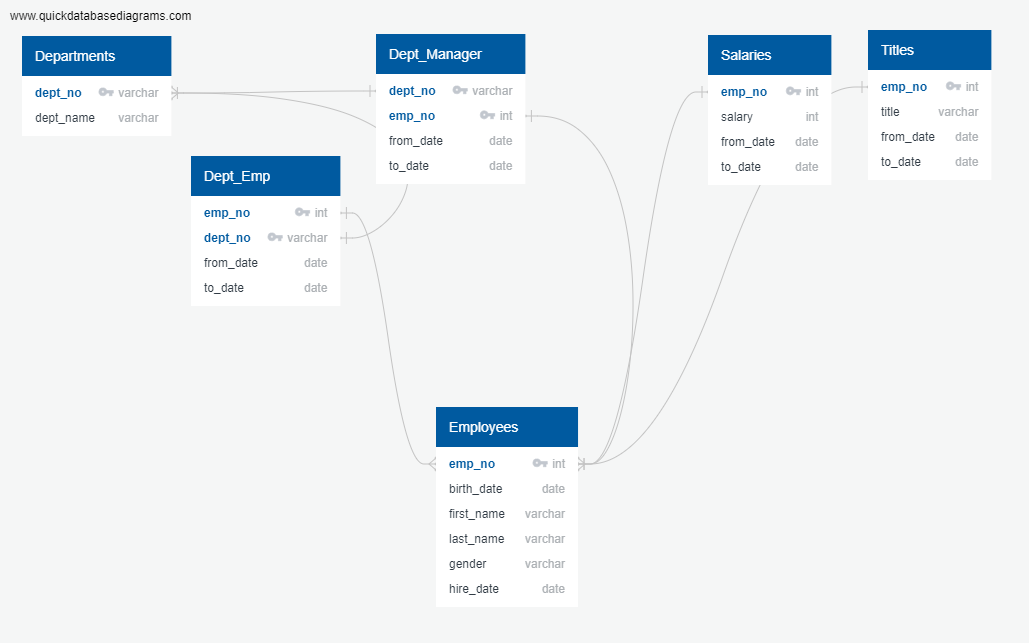 www.quickdatabasediagrams.com
Departments
dept_no varchar
dept_name varchar
Dept_Manager
dept_no varchar
emp_no int
from_date date
to_date date
Salaries
emp_no int
salary int
from_date date
to_date date
Titles
emp_no int
title varchar
from_date date
to_date date
Dept_Emp
emp_no int
dept_no varchar
from_date date
to_date date
Employees
emp_no int
birth_date date
first_name varchar
last_name varchar
gender varchar
hire_date date